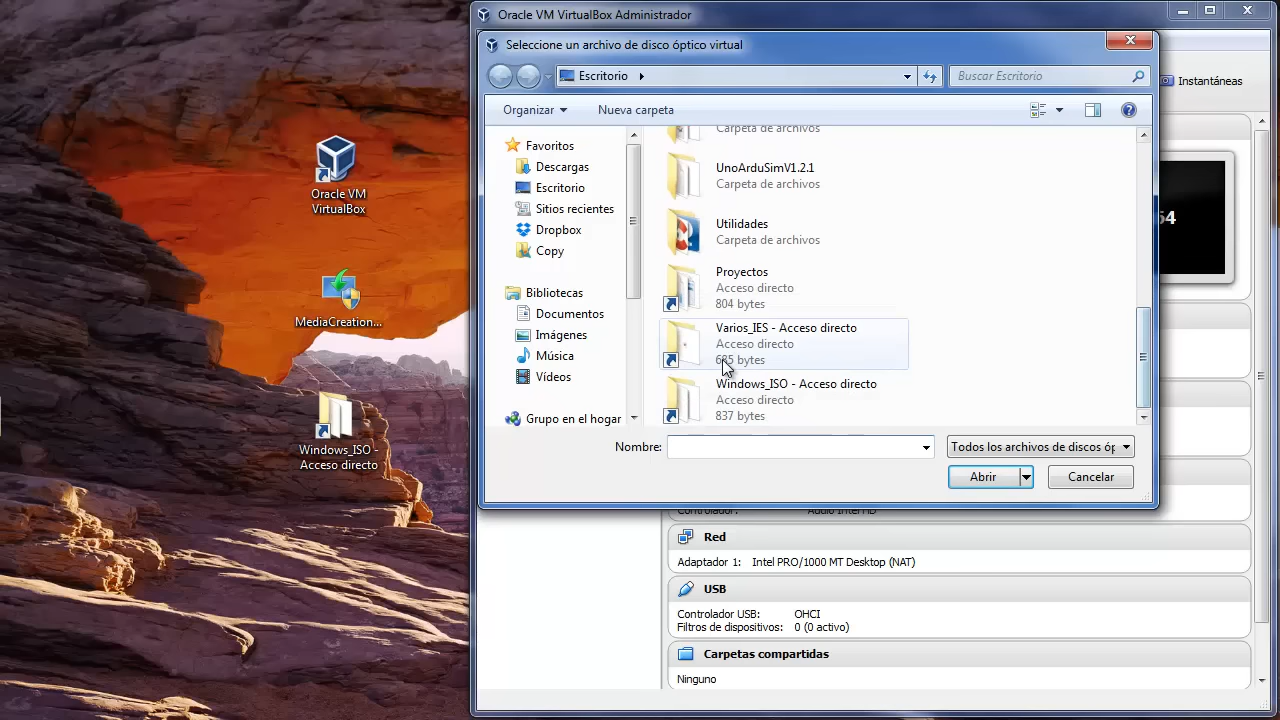 Oracle VM VirtualBox Administrador
Seleccione un archivo de disco óptico virtual
Escritorio
Buscar Escritorio
Instantáneas
Organizar
Nueva carpeta
Favoritos
Descargas
Escritorio
Sitios recientes
Dropbox
Copy
Bibliotecas
Documentos
Imágenes
Música
Vídeos
Grupo en el hogar
Carpeta de archivos
UnoArduSimV1.2.1
Carpeta de archivos
Utilidades
Carpeta de archivos
Proyectos
Acceso directo
804 bytes
Varios_IES - Acceso directo
Acceso directo
bytes
Windows_ISO - Acceso directo
Acceso directo
837 bytes
Nombre:
Todos los archivos de discos óp
Abrir
Cancelar
54
Oracle VM
VirtualBox
MediaCreation...
Windows_ISO -
Acceso directo
Controlador: Audio Intel HD
Red
Adaptador 1: Intel PRO/1000 MT Desktop (NAT)
USB
Controlador USB: OHCI
Filtros de dispositivos: 0 (0 activo)
Carpetas compartidas
Ninguno